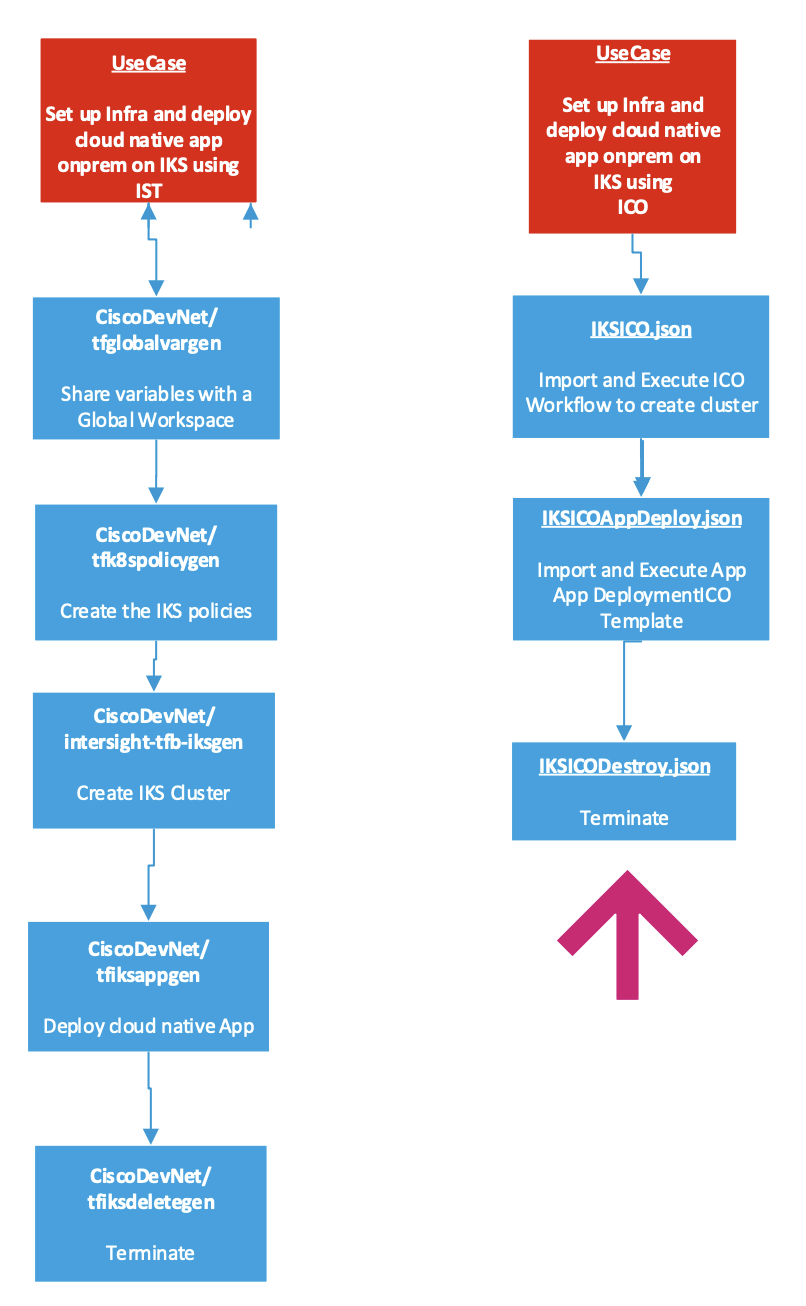 UseCase
Set up Infra and deploy
cloud native app
onprem on IKS using
IST
CiscoDevNet/
tfglobalvargen
Share variables with a
Global Workspace
CiscoDevNet/
tfk8spolicygen
Create the IKS policies
CiscoDevNet/
intersight-tfb-iksgen
Create IKS Cluster
CiscoDevNet/
tfiksappgen
Deploy cloud native App
CiscoDevNet/
tfiksdeletegen
Terminate
UseCase
Set up Infra and
deploy cloud native
app onprem on
IKS using
ICO
IKSICO.json
Import and Execute ICO
Workflow to create cluster
IKSICOAppDeploy.json
Import and Execute App
App DeploymentICO
Template
IKSICODestroy.json
Terminate